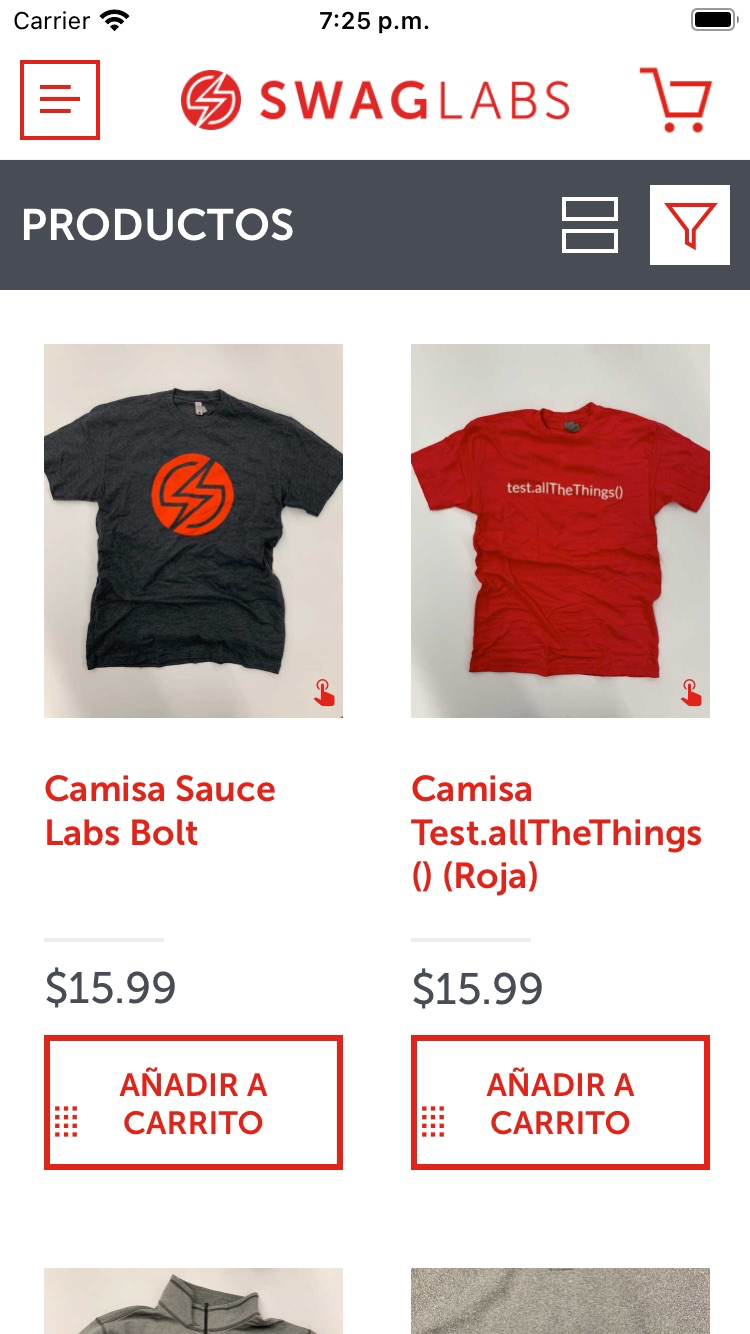 Carrier 7:25 p.m.
SWAGLABS
PRODUCTOS
test.allTheThings()
Camisa Sauce
Labs Bolt
Camisa
Test.allTheThings
() (Roja)
$15.99
$15.99
AÑADIR A
CARRITO
AÑADIR A
CARRITO